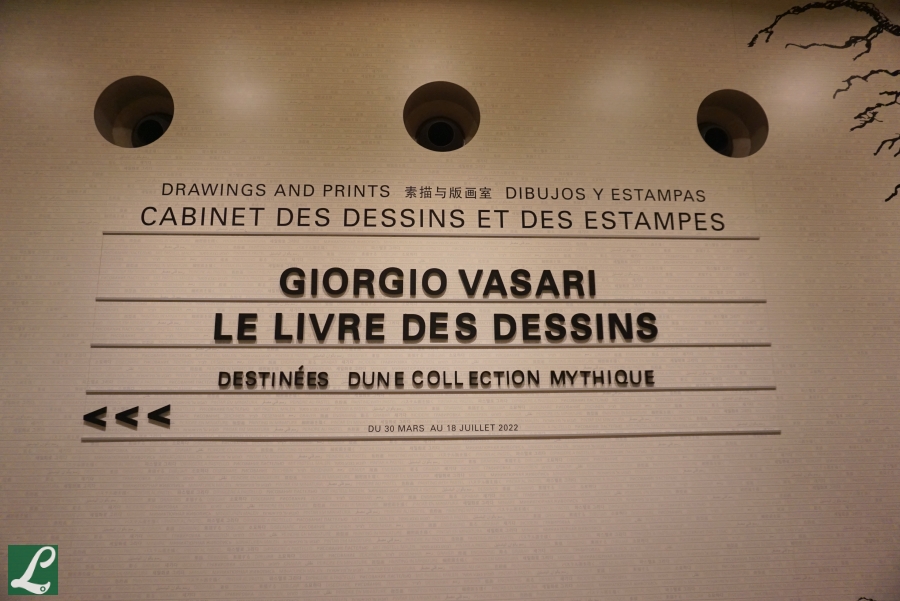 DRAWINGS AND PRINTS 素描与版画室 DIBUJOS Y ESTAMPAS
CABINET DES DESSINS ET DES ESTAMPES
GIORGIO VASARI
LE LIVRE DES DESSINS
DESTINÉES DUNE COLLECTION MYTHIQUE
<<<
DU 30 MARS AU 18 JUILLET 2022
L